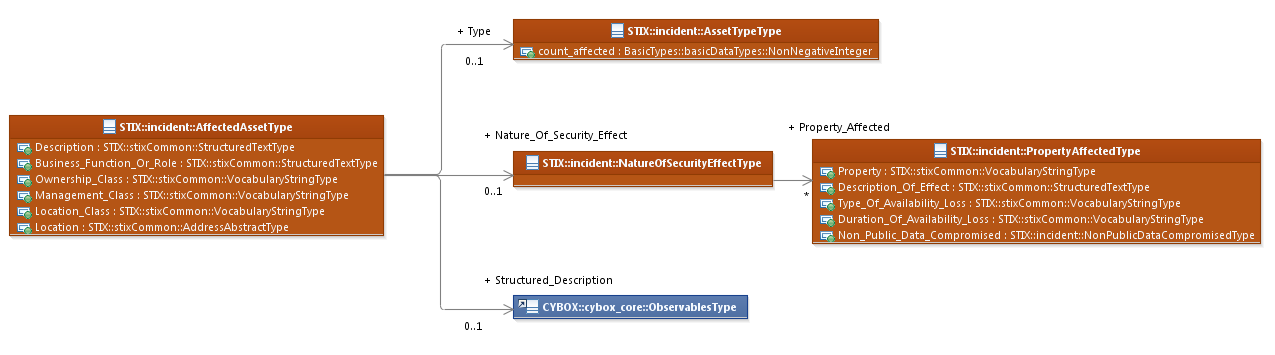 + Type
STIX::incident::AssetTypeType
count_affected : BasicTypes::basicDataTypes::NonNegativeInteger
0..1
STIX::incident::AffectedAssetType
Description : STIX::stixCommon::StructuredTextType
Business_Function_Or_Role : STIX::stixCommon::StructuredTextType
Ownership_Class : STIX::stixCommon::VocabularyStringType
Management_Class : STIX::stixCommon::VocabularyStringType
Location_Class : STIX::stixCommon::VocabularyStringType
Location : STIX::stixCommon::AddressAbstractType
+ Nature_Of_Security_Effect
STIX::incident::NatureOfSecurityEffectType
0..1
+ Property_Affected
STIX::incident::PropertyAffectedType
Property : STIX::stixCommon::VocabularyStringType
Description_Of_Effect : STIX::stixCommon::StructuredTextType
Type_Of_Availability_Loss : STIX::stixCommon::VocabularyStringType
Duration_Of_Availability_Loss : STIX::stixCommon::VocabularyStringType
Non_Public_Data_Compromised : STIX::incident::NonPublicDataCompromisedType
*
+ Structured_Description
CYBOX::cybox_core::ObservablesType
0..1